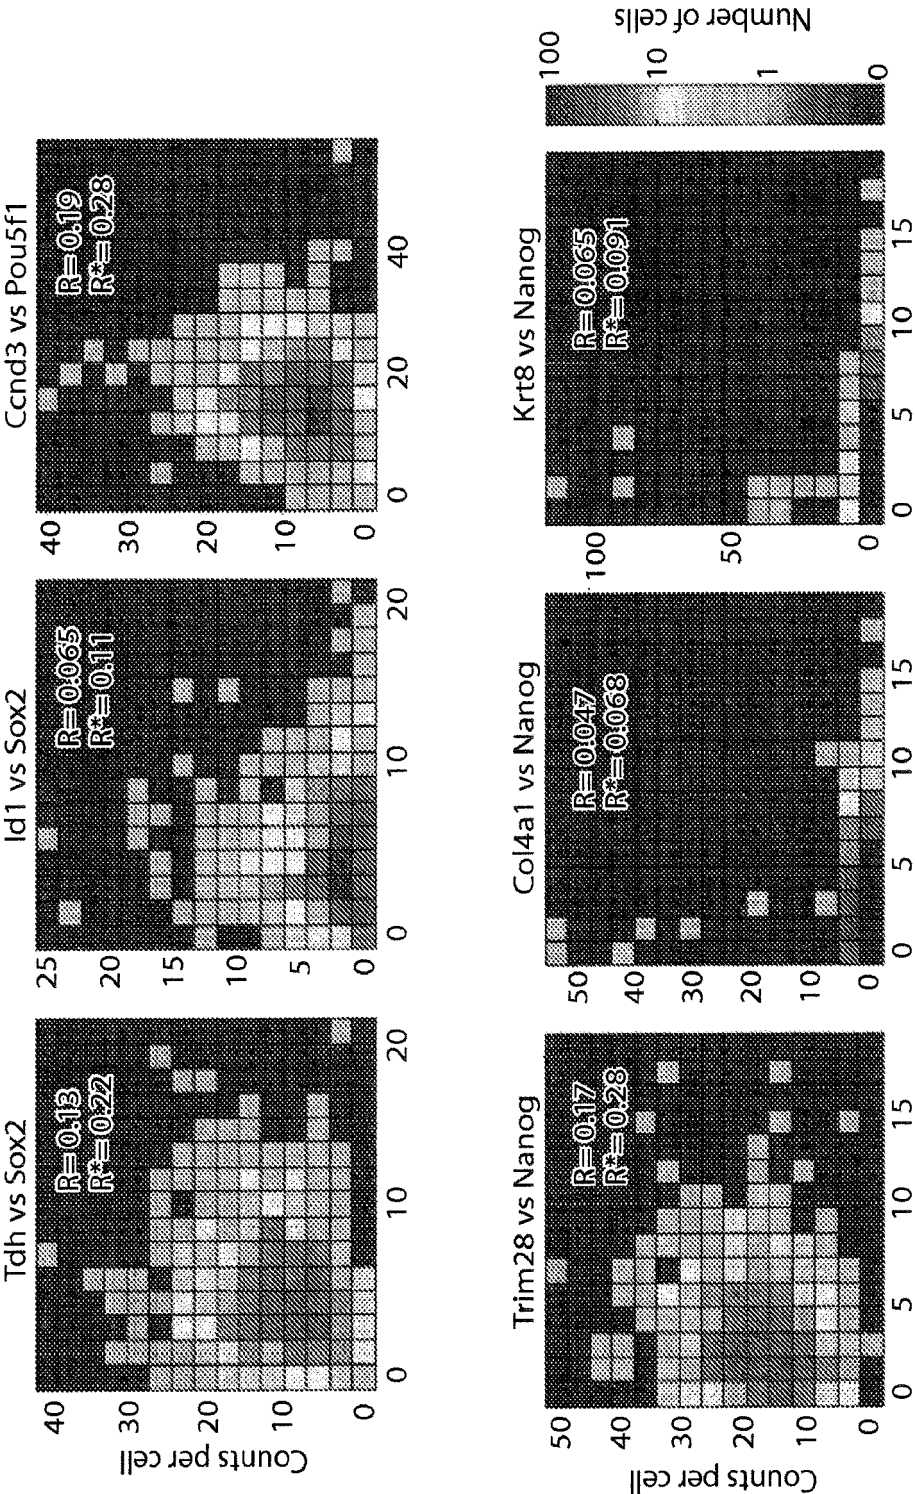 Tdh vs Sox2
R= 0.13
R*= 0.22
Counts per cell
40
30
20
10
0
0
10
20
Id1 vs Sox2
R= 0.065
R*= 0.11
25
20
15
10
5
0
0
10
20
Ccnd3 vs Pou5f1
R= 0.19
R*= 0.28
40
30
20
10
0
0
20
40
Trim28 vs Nanog
R= 0.17
R*= 0.28
Counts per cell
50
40
30
20
10
0
0
5
10
15
Col4a1 vs Nanog
R= 0.047
R*= 0.068
50
40
30
20
10
0
0
5
10
15
Krt8 vs Nanog
R= 0.065
R*= 0.091
100
50
0
0
5
10
15
100
10
1
0
Number of cells